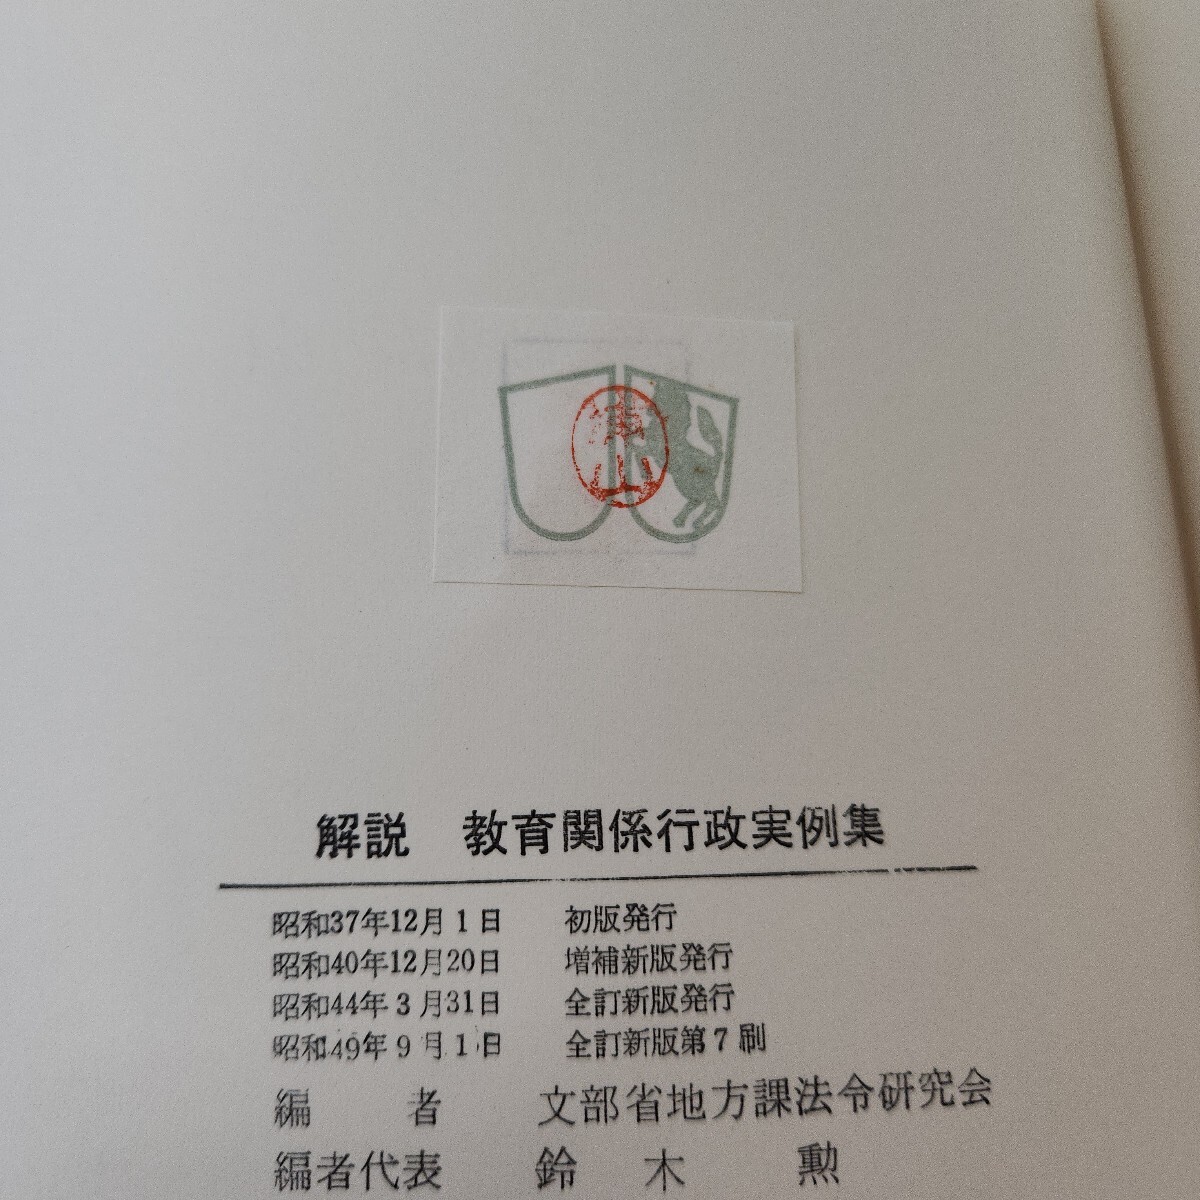 山
解説 教育関係行政実例集
昭和37年12月1日 初版発行
昭和40年12月20日 増補新版発行
昭和44年3月31日 全訂新版発行
昭和49年9月1日 全訂新版第7刷
編者 文部省地方課法令研究会
編者代表 鈴木勲